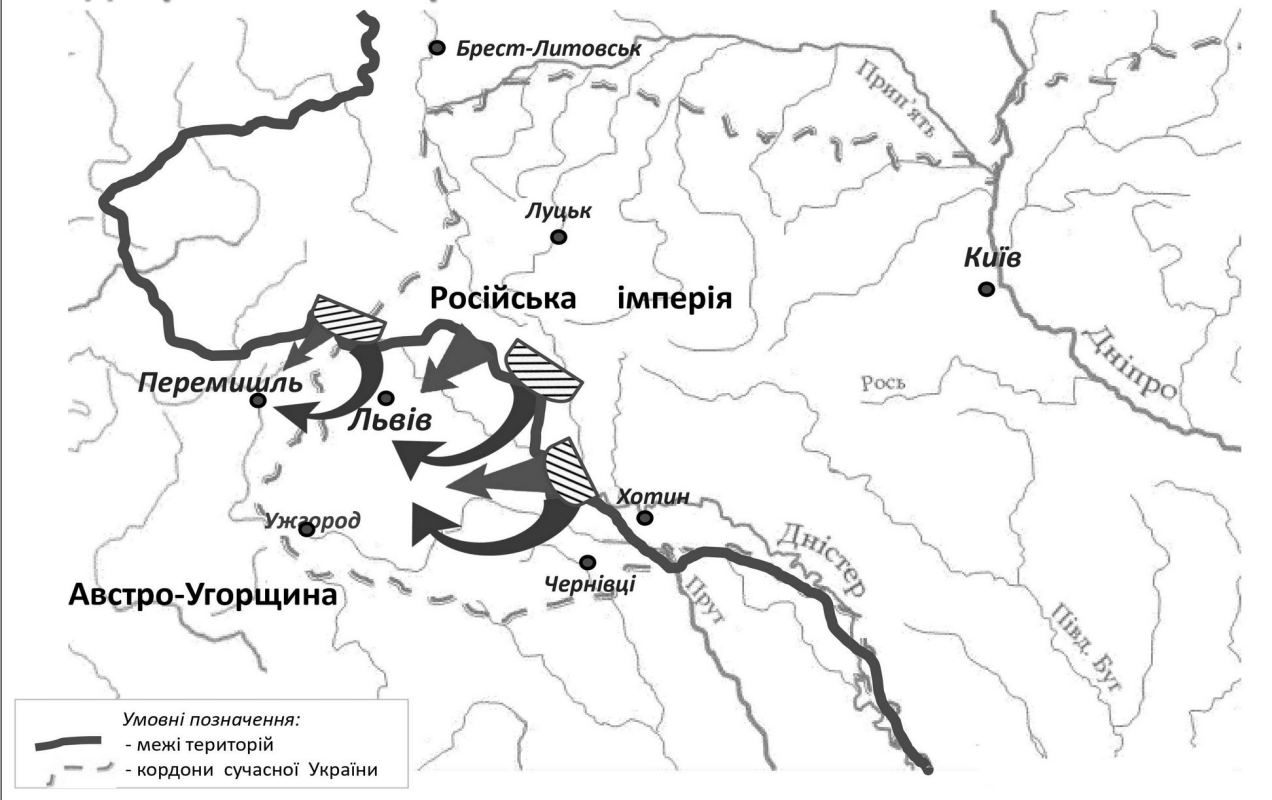 Брест-Литовськ
Прип'ять
Луцьк
Київ
Російська імперія
Дніпро
Перемишль
Львів
Рось
Хотин
Ужгород
Дністер
Чернівці
Австро-Угорщина
Прут
Півд. Буг
Умовні позначення:
- межі територій
- кордони сучасної України